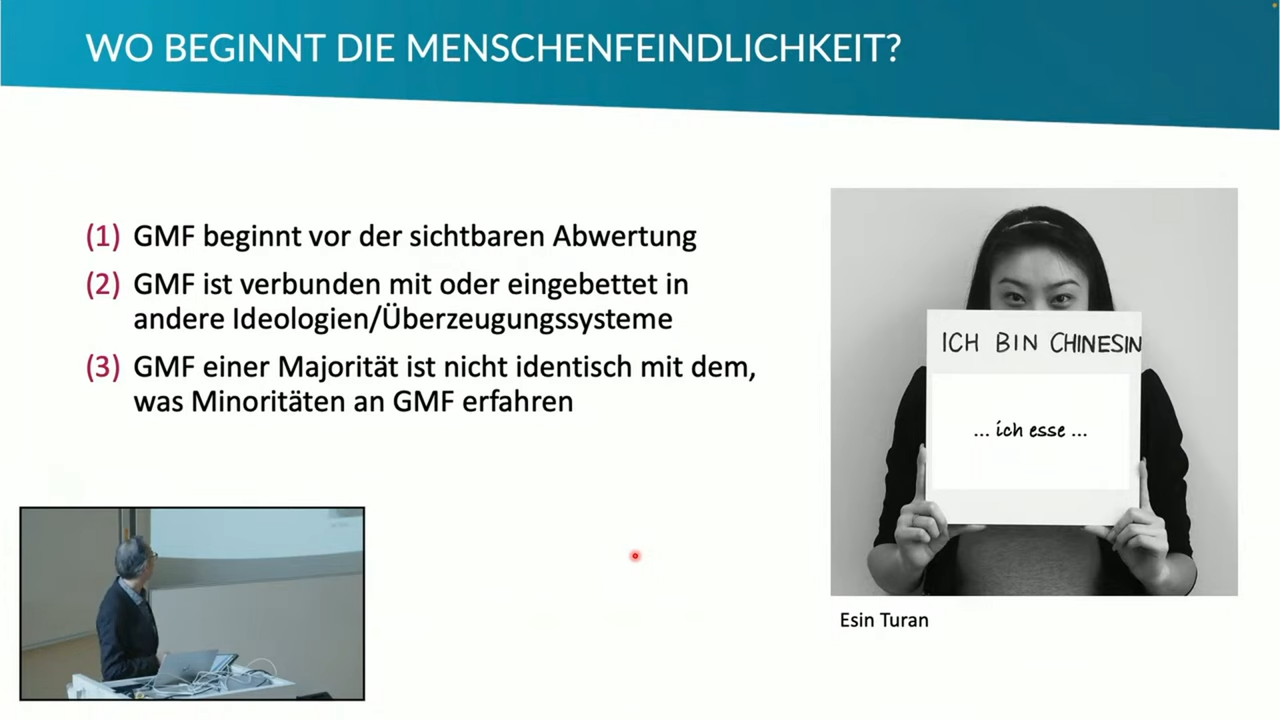 WO BEGINNT DIE MENSCHENFEINDLICHKEIT?
(1) GMF beginnt vor der sichtbaren Abwertung
(2) GMF ist verbunden mit oder eingebettet in
andere Ideologien/Überzeugungssysteme
(3) GMF einer Majorität ist nicht identisch mit dem,
was Minoritäten an GMF erfahren
ICH BIN CHINESIN
... ich esse ...
Esin Turan